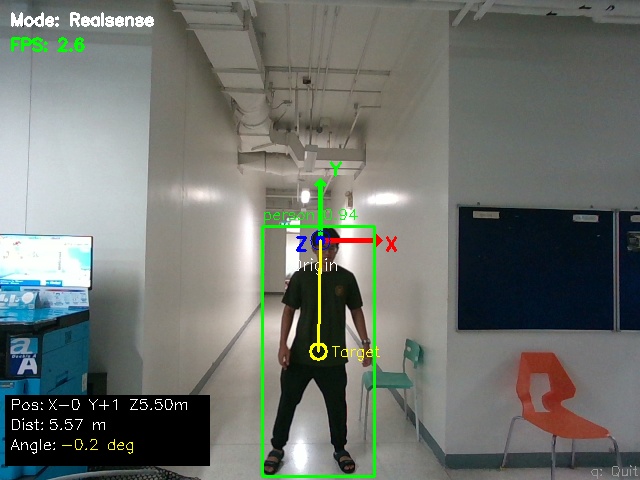 Mode: Realsense
FPS: 2.6
Y
person 0.94
Z
X
Origin
Target
Double A
Pos: X-0 Y+1 Z5.50m
Dist: 5.57 m
Angle: -0.2 deg
q: Quit